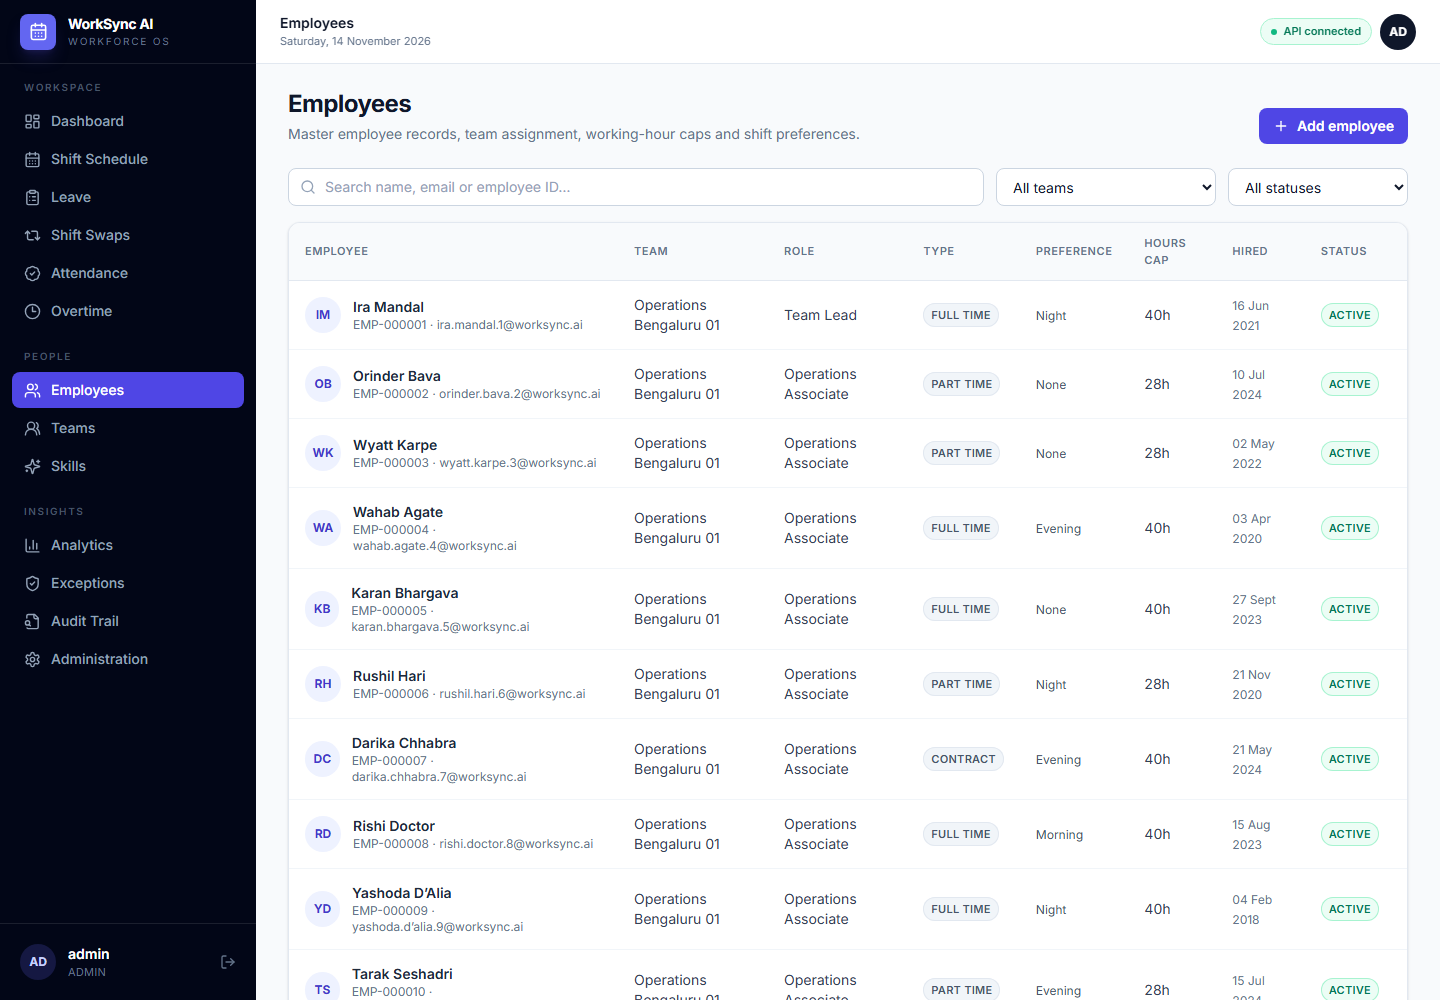 WorkSync AI
WORKFORCE OS
WORKSPACE
Dashboard
Shift Schedule
Leave
Shift Swaps
Attendance
Overtime
PEOPLE
Employees
Teams
Skills
INSIGHTS
Analytics
Exceptions
Audit Trail
Administration
AD
admin
ADMIN
Employees
Saturday, 14 November 2026
API connected
AD
Employees
Master employee records, team assignment, working-hour caps and shift preferences.
Add employee
Search name, email or employee ID...
All teams
All statuses
EMPLOYEE TEAM ROLE TYPE PREFERENCE HOURS CAP HIRED STATUS
IM
Ira Mandal
EMP-000001 · ira.mandal.1@worksync.ai
Operations
Bengaluru 01
Team Lead
FULL TIME
Night
40h
16 Jun
2021
ACTIVE
OB
Orinder Bava
EMP-000002 · orinder.bava.2@worksync.ai
Operations
Bengaluru 01
Operations
Associate
PART TIME
None
28h
10 Jul
2024
ACTIVE
WK
Wyatt Karpe
EMP-000003 · wyatt.karpe.3@worksync.ai
Operations
Bengaluru 01
Operations
Associate
PART TIME
None
28h
02 May
2022
ACTIVE
WA
Wahab Agate
EMP-000004 ·
wahab.agate.4@worksync.ai
Operations
Bengaluru 01
Operations
Associate
FULL TIME
Evening
40h
03 Apr
2020
ACTIVE
KB
Karan Bhargava
EMP-000005 ·
karan.bhargava.5@worksync.ai
Operations
Bengaluru 01
Operations
Associate
FULL TIME
None
40h
27 Sept
2023
ACTIVE
RH
Rushil Hari
EMP-000006 · rushil.hari.6@worksync.ai
Operations
Bengaluru 01
Operations
Associate
PART TIME
Night
28h
21 Nov
2020
ACTIVE
DC
Darika Chhabra
EMP-000007 ·
darika.chhabra.7@worksync.ai
Operations
Bengaluru 01
Operations
Associate
CONTRACT
Evening
40h
21 May
2024
ACTIVE
RD
Rishi Doctor
EMP-000008 · rishi.doctor.8@worksync.ai
Operations
Bengaluru 01
Operations
Associate
FULL TIME
Morning
40h
15 Aug
2023
ACTIVE
YD
Yashoda D’Alia
EMP-000009 ·
yashoda.d’alia.9@worksync.ai
Operations
Bengaluru 01
Operations
Associate
FULL TIME
Night
40h
04 Feb
2018
ACTIVE
TS
Tarak Seshadri
EMP-000010 ·
Operations
Bengaluru 01
Operations
Associate
PART TIME
Evening
28h
15 Jul
2024
ACTIVE